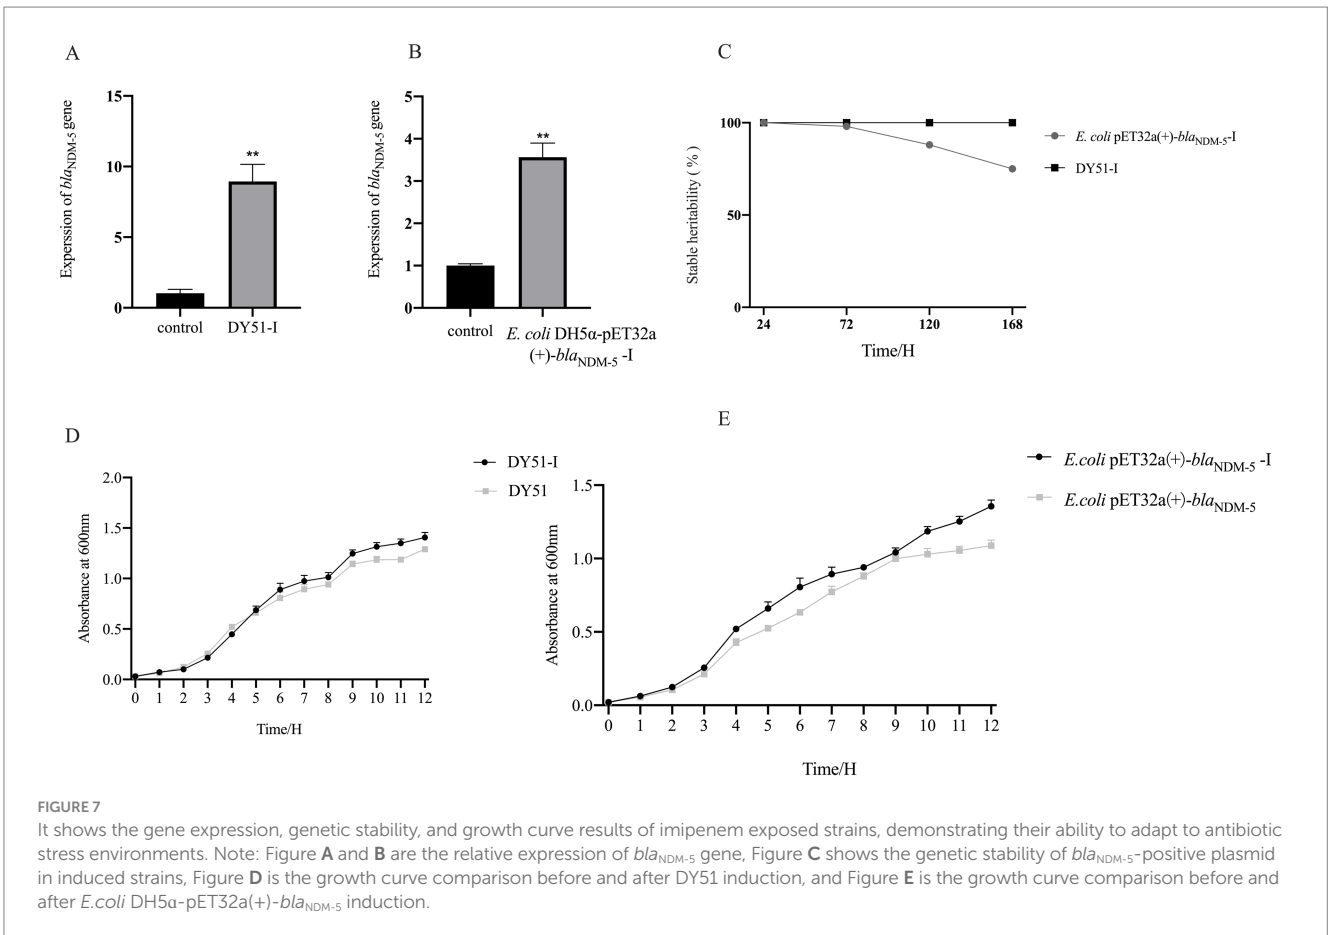 A
Experssion of blaNDM-5 gene
15
10
5
0
**
control
DY51-I
B
Experssion of blaNDM-5 gene
5
4
3
2
1
0
**
control
E. coli DH5α-pET32a
(+)-blaNDM-5 -I
C
Stable heritability ( % )
100
50
0
24
72
120
168
Time/H
E. coli pET32a(+)-blaNDM-5-I
DY51-I
D
Absorbance at 600nm
2.0
1.5
1.0
0.5
0.0
0 1 2 3 4 5 6 7 8 9 10 11 12
Time/H
DY51-I
DY51
E
Absorbance at 600nm
1.5
1.0
0.5
0.0
0 1 2 3 4 5 6 7 8 9 10 11 12
Time/H
E.coli pET32a(+)-blaNDM-5 -I
E.coli pET32a(+)-blaNDM-5
FIGURE 7
It shows the gene expression, genetic stability, and growth curve results of imipenem exposed strains, demonstrating their ability to adapt to antibiotic
stress environments. Note: Figure A and B are the relative expression of blaNDM-5 gene, Figure C shows the genetic stability of blaNDM-5-positive plasmid
in induced strains, Figure D is the growth curve comparison before and after DY51 induction, and Figure E is the growth curve comparison before and
after E.coli DH5α-pET32a(+)-blaNDM-5 induction.